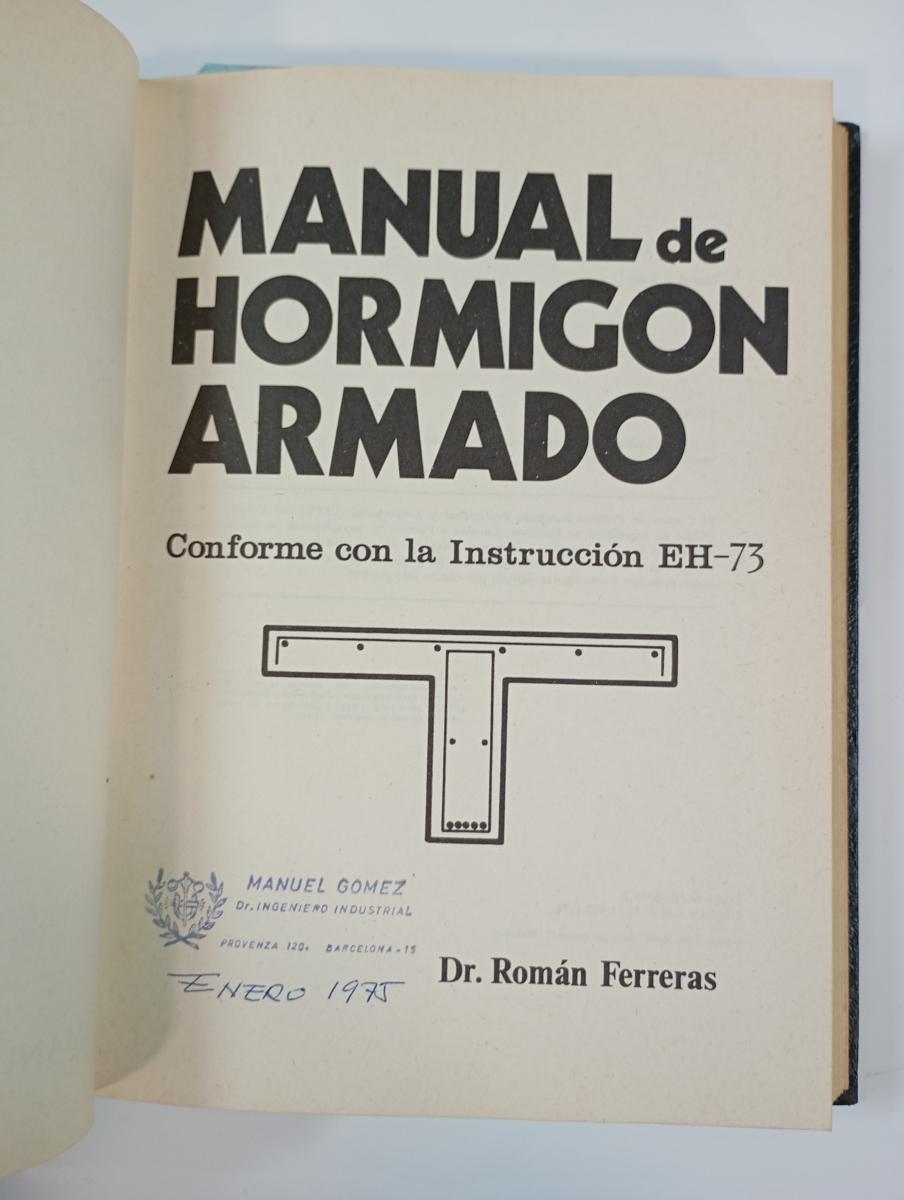 MANUAL de
HORMIGON
ARMADO
Conforme con la Instrucción EH-73
MANUEL GOMEZ
Dr. INGENIERO INDUSTRIAL
PROVENZA 120. BARCELONA-15
ENERO 1975
Dr. Román Ferreras